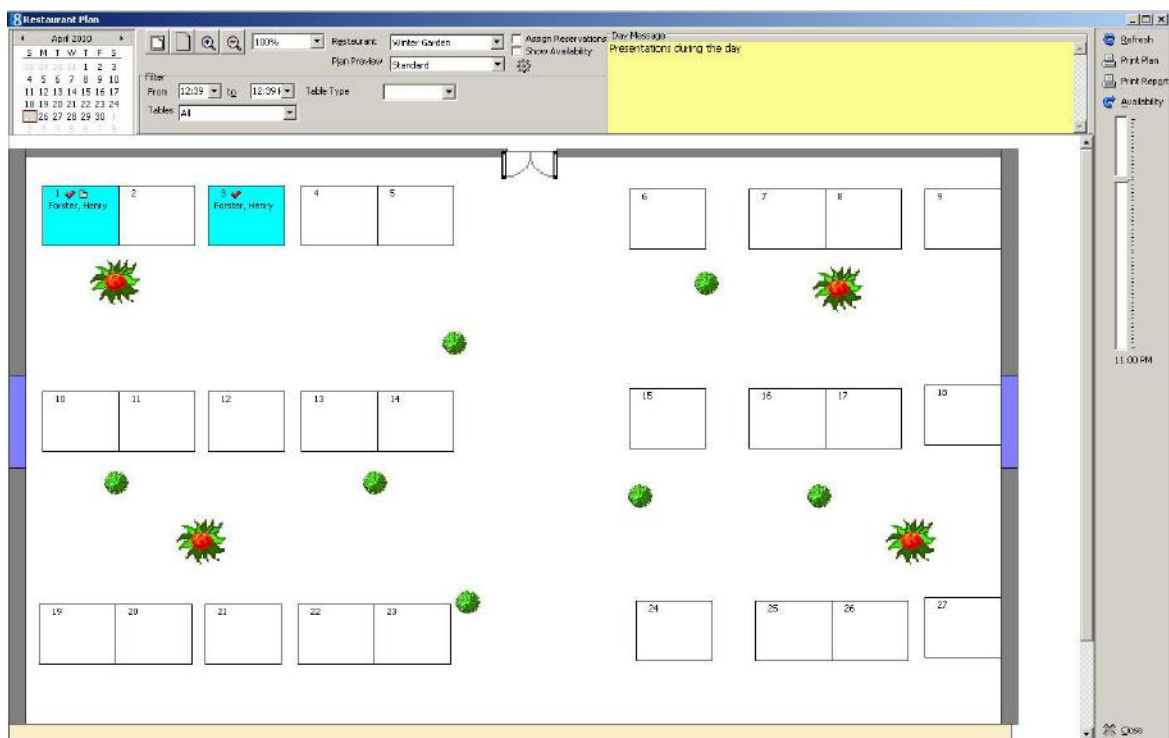 Restaurant Plan
April 2010
S M T W T F S
1 2 3
4 5 6 7 8 9 10
11 12 13 14 15 16 17
18 19 20 21 22 23 24
26 27 28 29 30 1
100%
Restaurant
Winter Garden
Plan Preview
Standard
Assign Reservations
Show Availability
Day Message
Presentations during the day
Filter
From 12:39 to 12:39
Table Type
Tables All
Refresh
Print Plan
Print Report
Availability
11:00 PM
1
Forster, Henry
2
3
Forster, Henry
4
5
6
7
8
9
10
11
12
13
14
15
16
17
18
19
20
21
22
23
24
25
26
27
Close